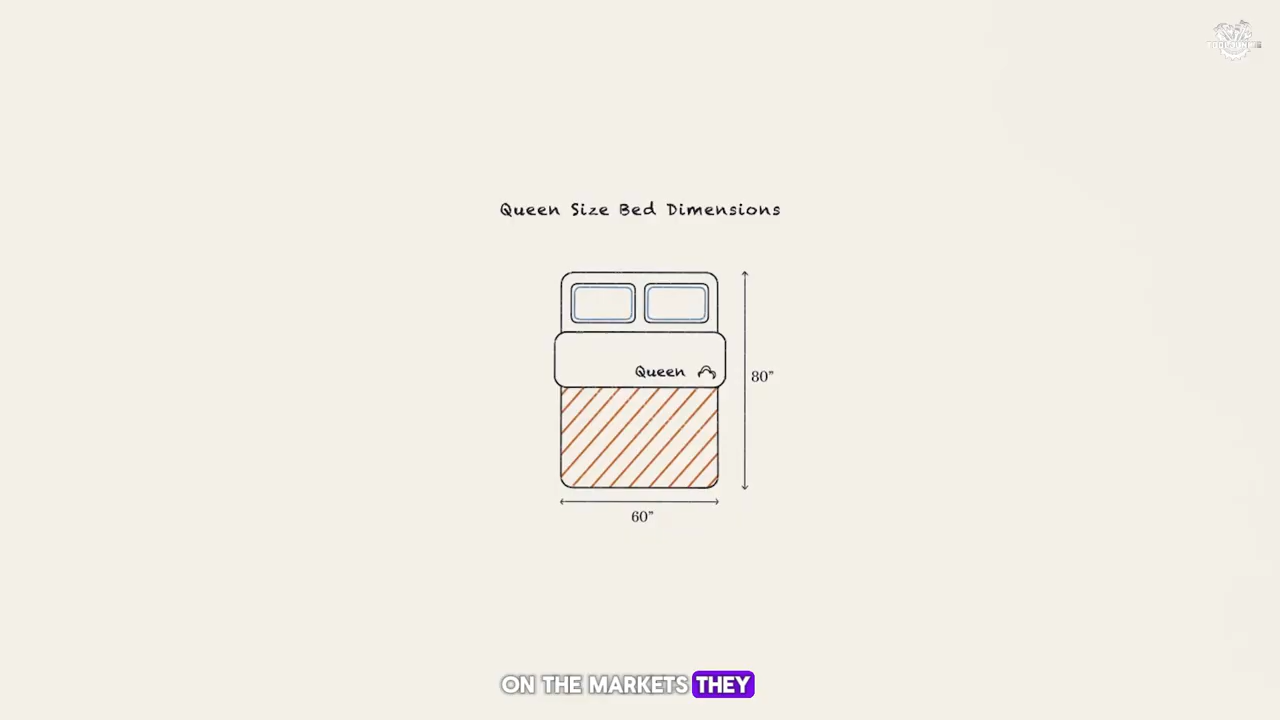 Queen Size Bed Dimensions
Queen
80”
60”
ON THE MARKETS THEY